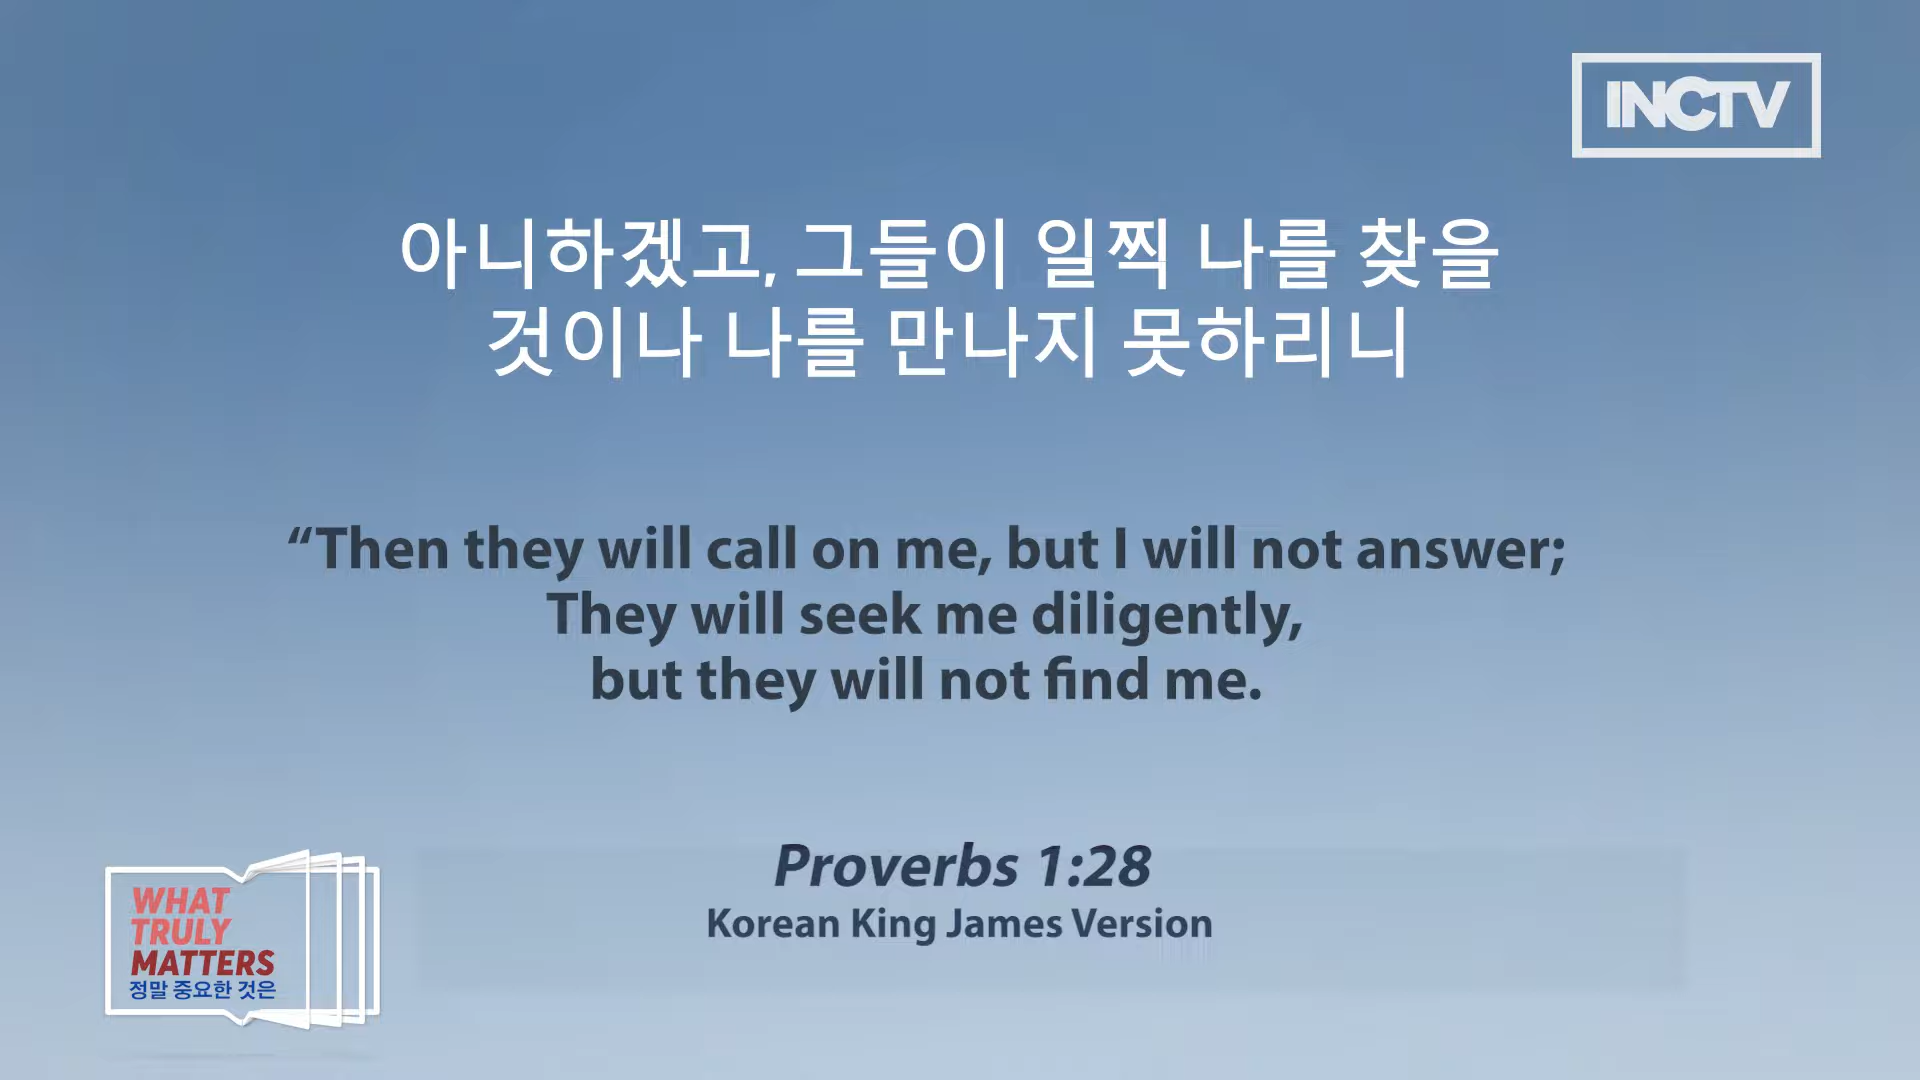 INCTV
아니하겠고, 그들이 일찍 나를 찾을
것이나 나를 만나지 못하리니
“Then they will call on me, but I will not answer;
They will seek me diligently,
but they will not find me.
Proverbs 1:28
Korean King James Version
WHAT
TRULY
MATTERS
정말 중요한 것은